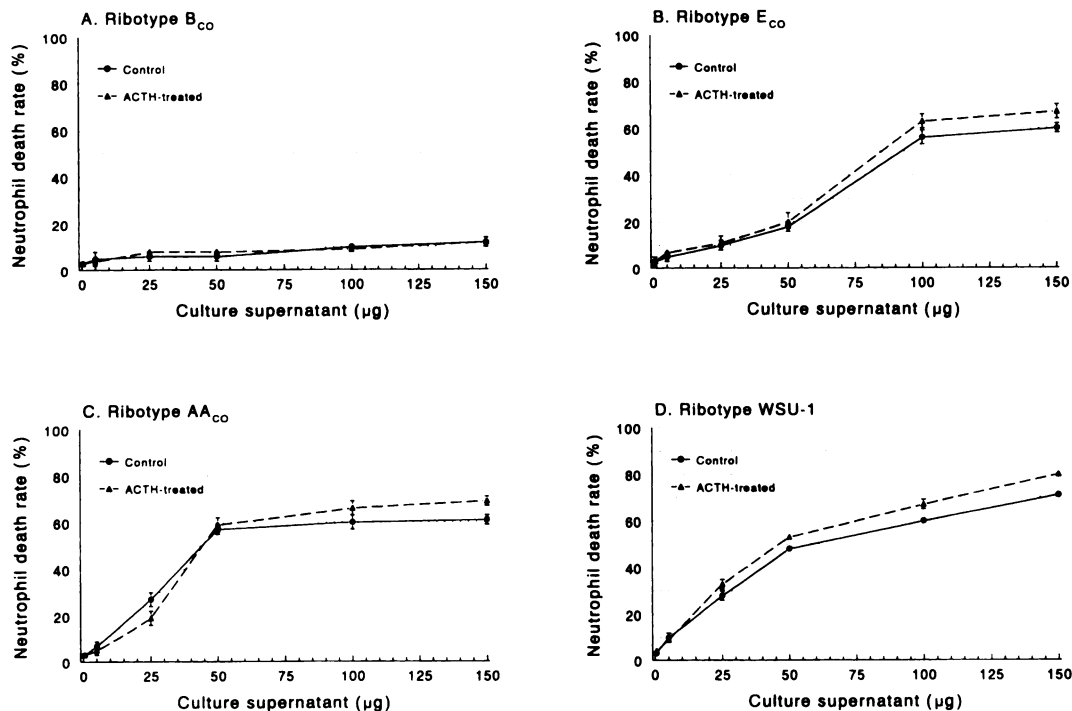 A. Ribotype B_CO
Neutrophil death rate (%)
100
80
60
40
20
0
Control
ACTH-treated
0 25 50 75 100 125 150
Culture supernatant (µg)
B. Ribotype E_CO
Neutrophil death rate (%)
100
80
60
40
20
0
Control
ACTH-treated
0 25 50 75 100 125 150
Culture supernatant (µg)
C. Ribotype AA_CO
Neutrophil death rate (%)
100
80
60
40
20
0
Control
ACTH-treated
0 25 50 75 100 125 150
Culture supernatant (µg)
D. Ribotype WSU-1
Neutrophil death rate (%)
100
80
60
40
20
0
Control
ACTH-treated
0 25 50 75 100 125 150
Culture supernatant (µg)